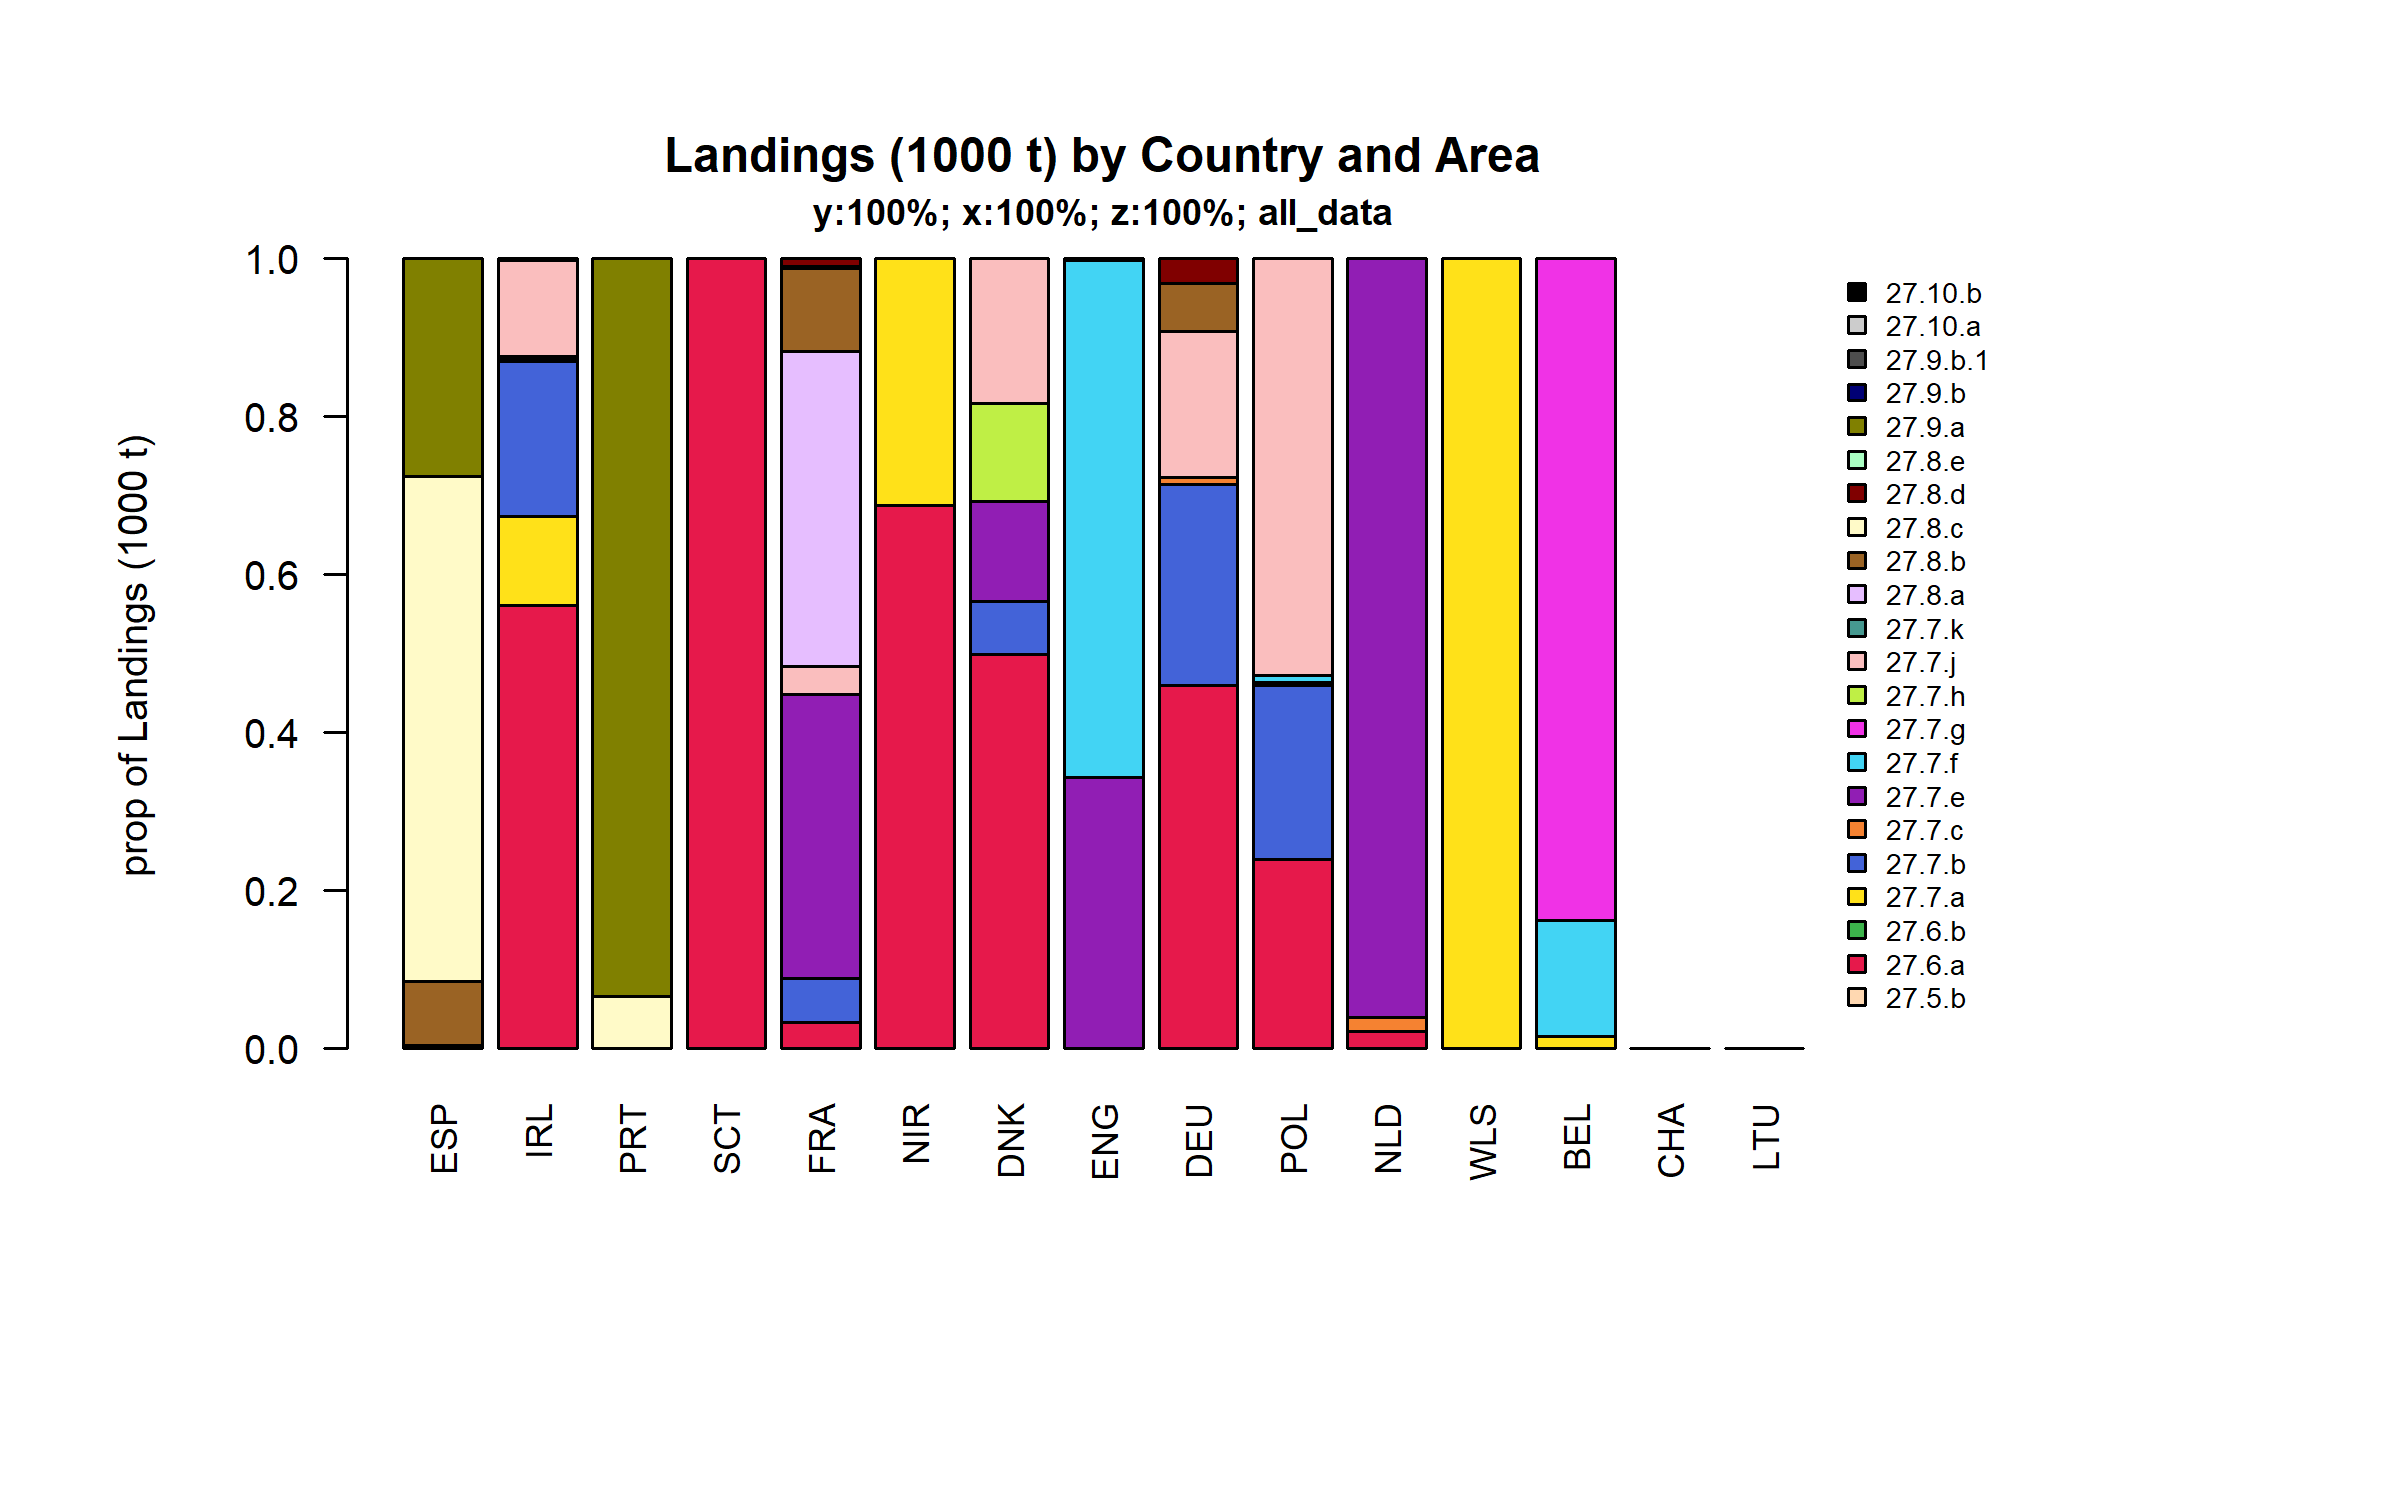 Landings (1000 t) by Country and Area
y:100%; x:100%; z:100%; all_data
prop of Landings (1000 t)
1.0
0.8
0.6
0.4
0.2
0.0
ESP
IRL
PRT
SCT
FRA
NIR
DNK
ENG
DEU
POL
NLD
WLS
BEL
CHA
LTU
27.10.b
27.10.a
27.9.b.1
27.9.b
27.9.a
27.8.e
27.8.d
27.8.c
27.8.b
27.8.a
27.7.k
27.7.j
27.7.h
27.7.g
27.7.f
27.7.e
27.7.c
27.7.b
27.7.a
27.6.b
27.6.a
27.5.b